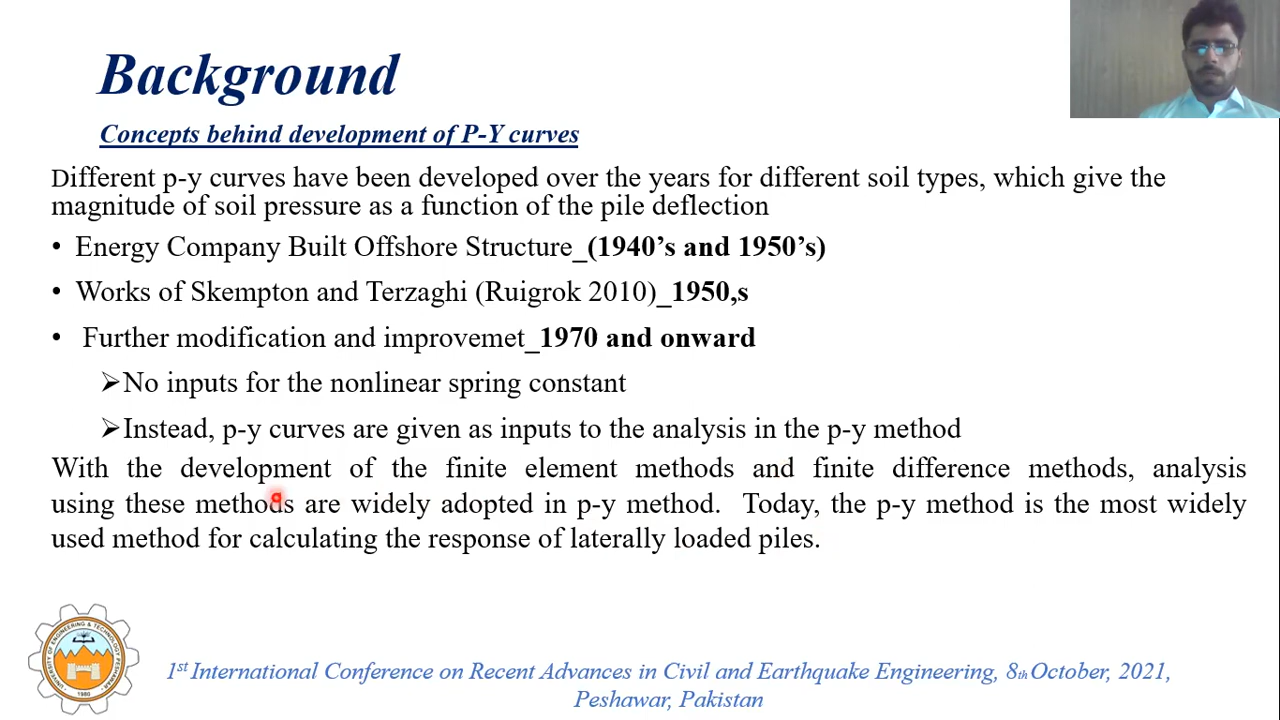 Background
Concepts behind development of P-Y curves
Different p-y curves have been developed over the years for different soil types, which give the
magnitude of soil pressure as a function of the pile deflection
• Energy Company Built Offshore Structure_(1940’s and 1950’s)
• Works of Skempton and Terzaghi (Ruigrok 2010)_1950,s
• Further modification and improvemet_1970 and onward
➢No inputs for the nonlinear spring constant
➢Instead, p-y curves are given as inputs to the analysis in the p-y method
With the development of the finite element methods and finite difference methods, analysis
using these methods are widely adopted in p-y method. Today, the p-y method is the most widely
used method for calculating the response of laterally loaded piles.
UNIVERSITY OF ENGINEERING & TECHNOLOGY PESHAWAR
1980
1st International Conference on Recent Advances in Civil and Earthquake Engineering, 8th October, 2021,
Peshawar, Pakistan